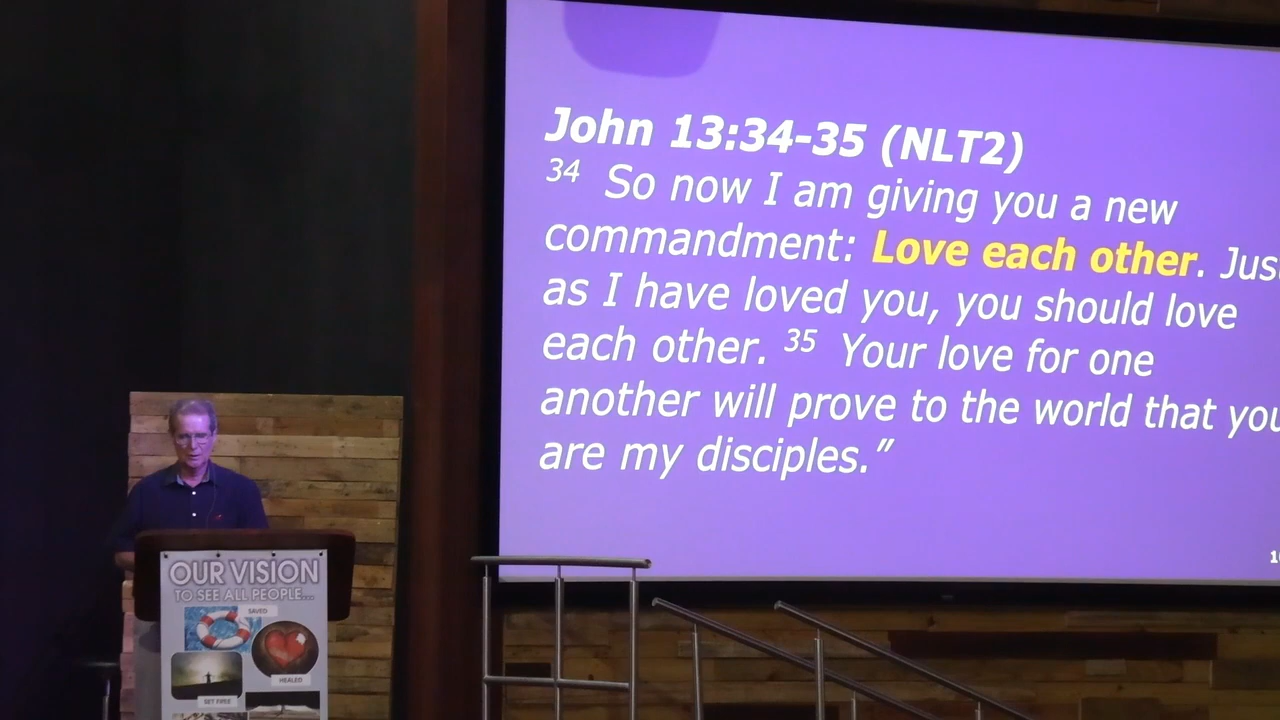 John 13:34-35 (NLT2)
34 So now I am giving you a new
commandment: Love each other. Jus
as I have loved you, you should love
each other. 35 Your love for one
another will prove to the world that you
are my disciples.”
OUR VISION
TO SEE ALL PEOPLE...
SAVED
HEALED
SET FREE